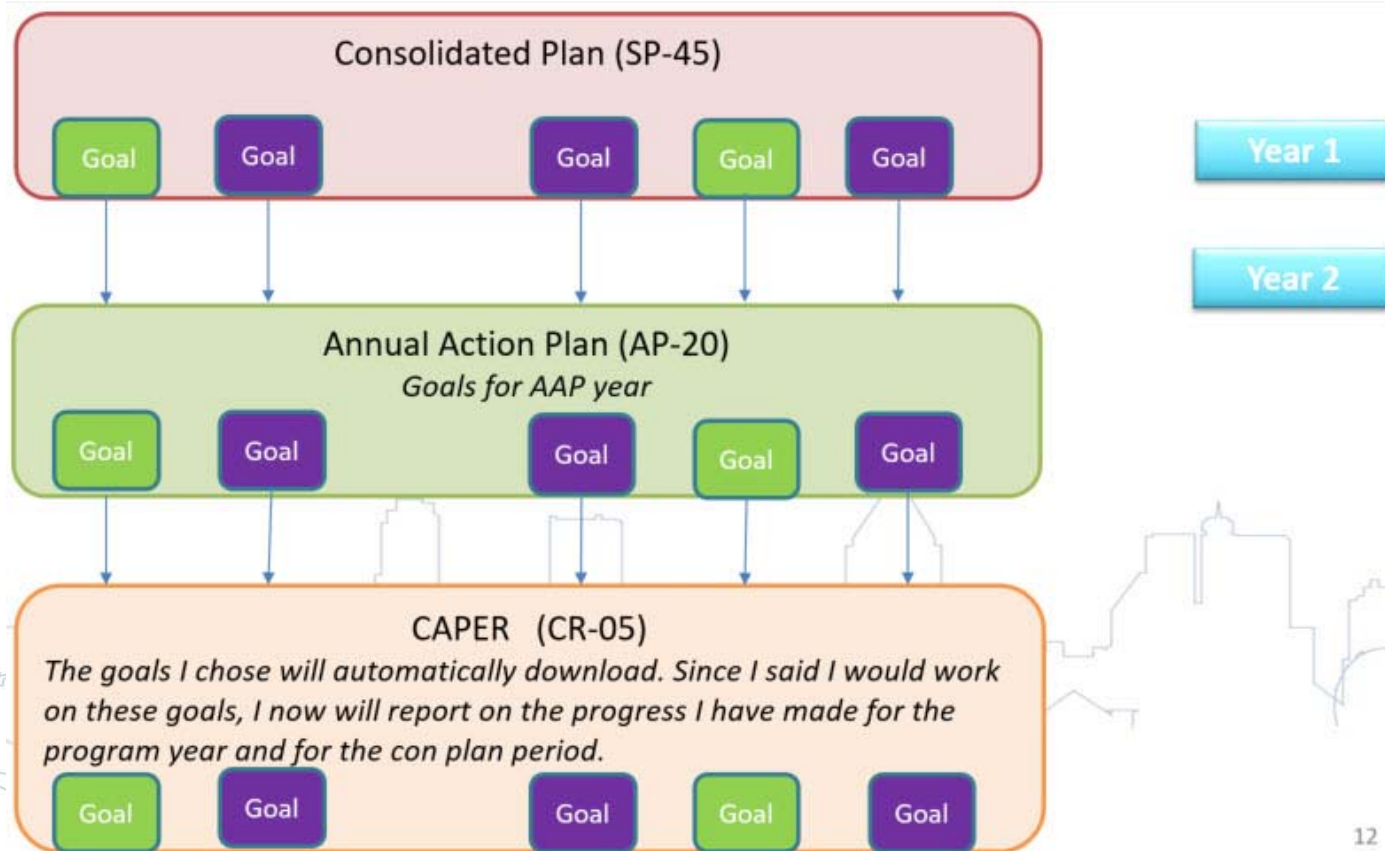 Consolidated Plan (SP-45)
Goal Goal Goal Goal Goal
Year 1
Year 2
Annual Action Plan (AP-20)
Goals for AAP year
Goal Goal Goal Goal Goal
CAPER (CR-05)
The goals I chose will automatically download. Since I said I would work
on these goals, I now will report on the progress I have made for the
program year and for the con plan period.
Goal Goal Goal Goal Goal
12